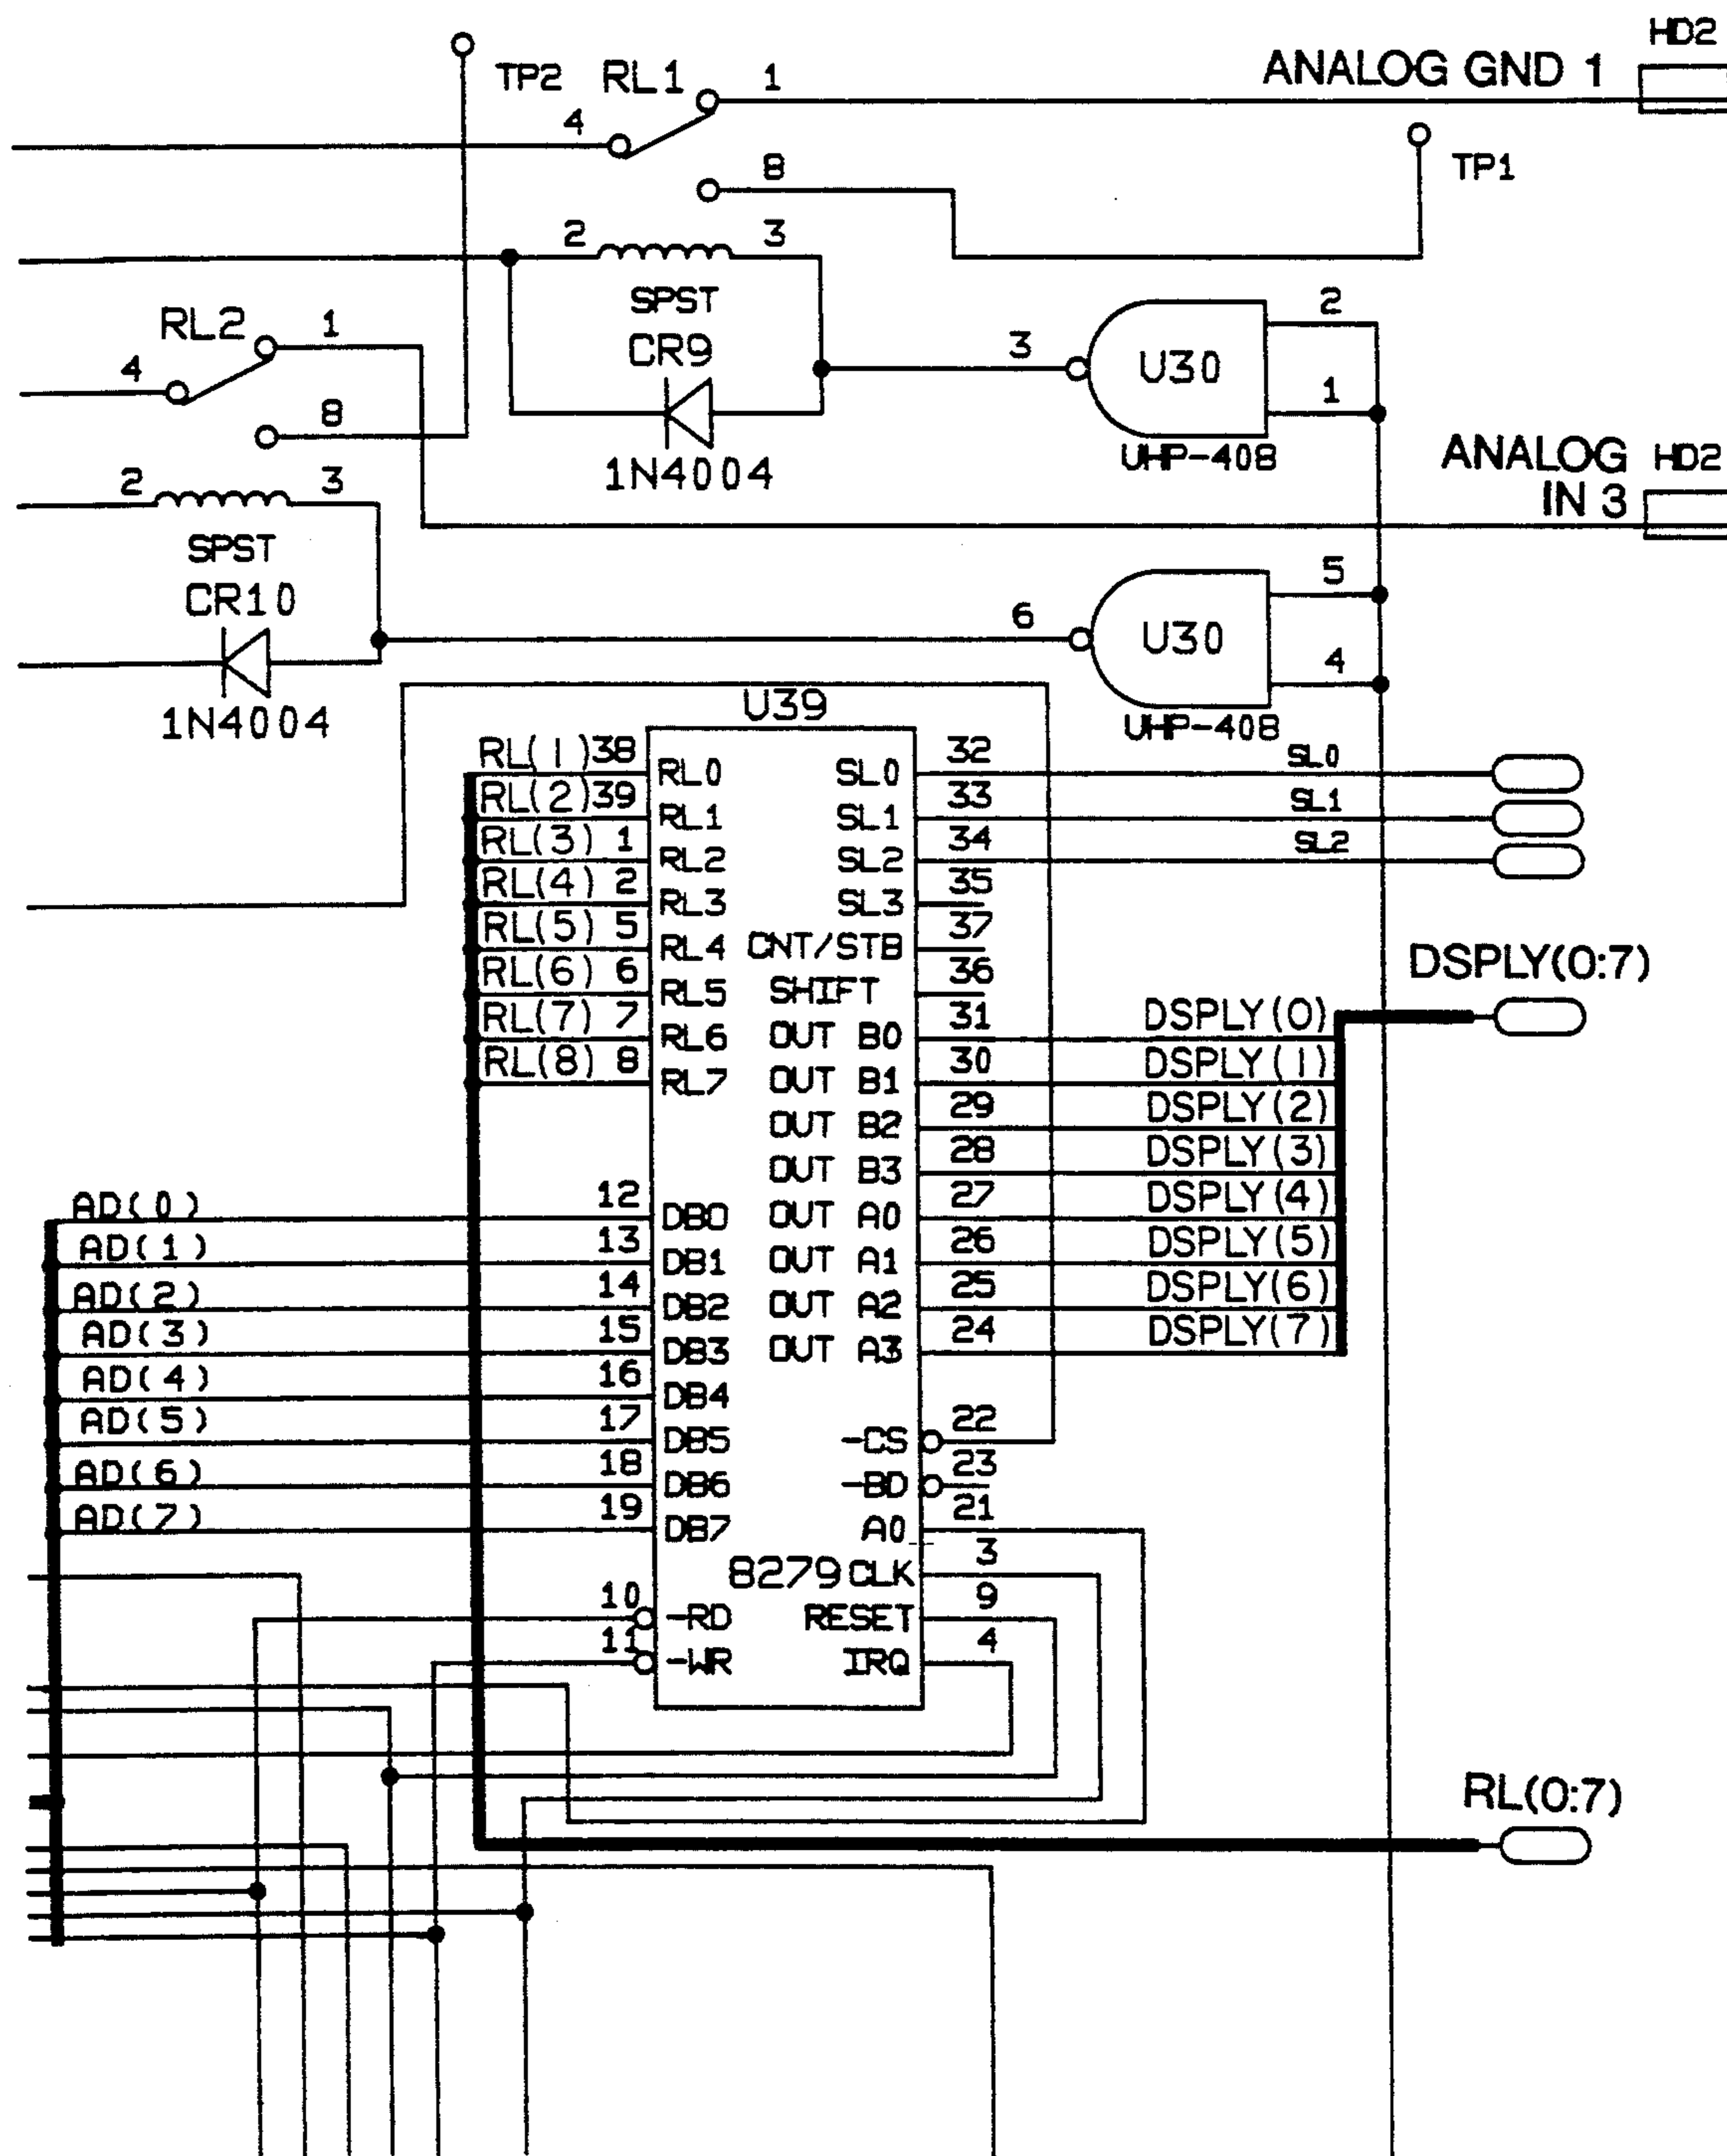 HD2
TP2 RL1 1 ANALOG GND 1
4
8 TP1
2 3
SPST 2
RL2 1 CR9 3 U30
4 1
8 1N4004 UHP-408 ANALOG HD2
2 3 IN 3
SPST 5
CR10 6 U30
4
1N4004 U39 UHP-408
RL(1) 38 RL0 SL0 32 SL0
RL(2) 39 RL1 SL1 33 SL1
RL(3) 1 RL2 SL2 34 SL2
RL(4) 2 RL3 SL3 35
RL(5) 5 RL4 CNT/STB 37 DSPLY(0:7)
RL(6) 6 RL5 SHIFT 36
RL(7) 7 RL6 OUT B0 31 DSPLY(0)
RL(8) 8 RL7 OUT B1 30 DSPLY(1)
OUT B2 29 DSPLY(2)
OUT B3 28 DSPLY(3)
AD(0) 12 DB0 OUT A0 27 DSPLY(4)
AD(1) 13 DB1 OUT A1 26 DSPLY(5)
AD(2) 14 DB2 OUT A2 25 DSPLY(6)
AD(3) 15 DB3 OUT A3 24 DSPLY(7)
AD(4) 16 DB4
AD(5) 17 DB5 -CS 22
AD(6) 18 DB6 -BD 23
AD(7) 19 DB7 A0 21
8279 CLK 3
10 -RD RESET 9
11 -WR IRQ 4
RL(0:7)